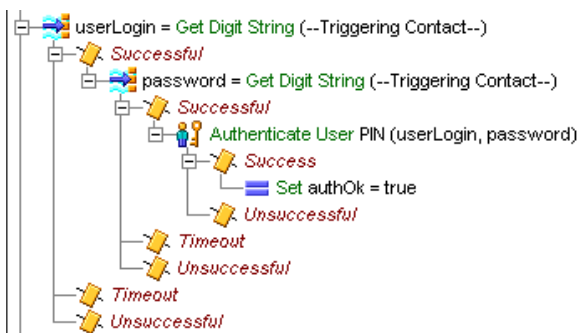 userLogin = Get Digit String (--Triggering Contact--)
Successful
password = Get Digit String (--Triggering Contact--)
Successful
Authenticate User PIN (userLogin, password)
Success
Set authOk = true
Unsuccessful
Timeout
Unsuccessful
Timeout
Unsuccessful